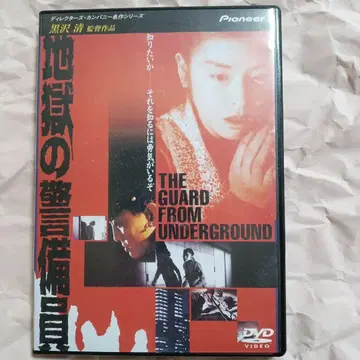 ディレクターズ・カンパニー名作シリーズ
Pioneer
黒沢 清 監督作品
地獄の警備員
知りたいか
それを知るには勇気がいるぞ
THE
GUARD
FROM
UNDERGROUND
DVD
VIDEO